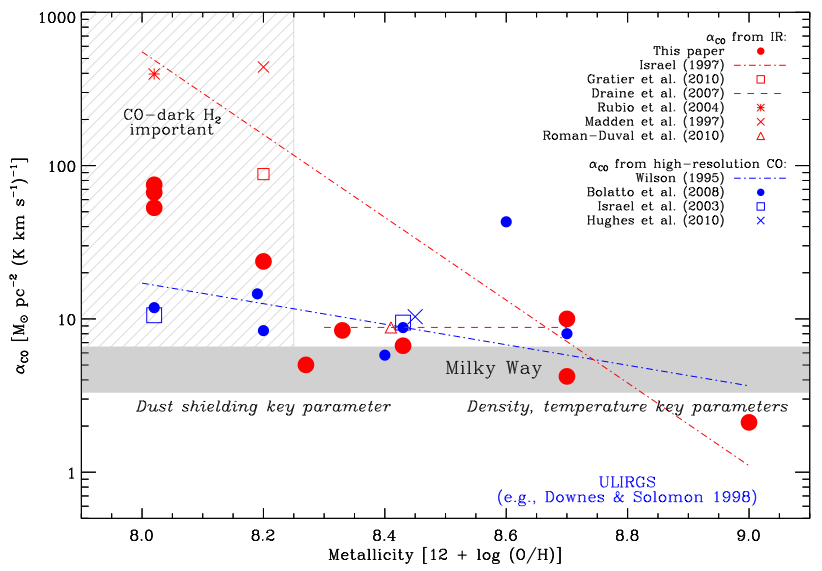 1000
100
10
1
α_CO [M⊙ pc⁻² (K km s⁻¹)⁻¹]
α_CO from IR:
This paper
Israel (1997)
Gratier et al. (2010)
Draine et al. (2007)
Rubio et al. (2004)
Madden et al. (1997)
Roman-Duval et al. (2010)
α_CO from high-resolution CO:
Wilson (1995)
Bolatto et al. (2008)
Israel et al. (2003)
Hughes et al. (2010)
CO-dark H₂
important
Milky Way
Dust shielding key parameter
Density, temperature key parameters
ULIRGS
(e.g., Downes & Solomon 1998)
8.0 8.2 8.4 8.6 8.8 9.0
Metallicity [12 + log (O/H)]